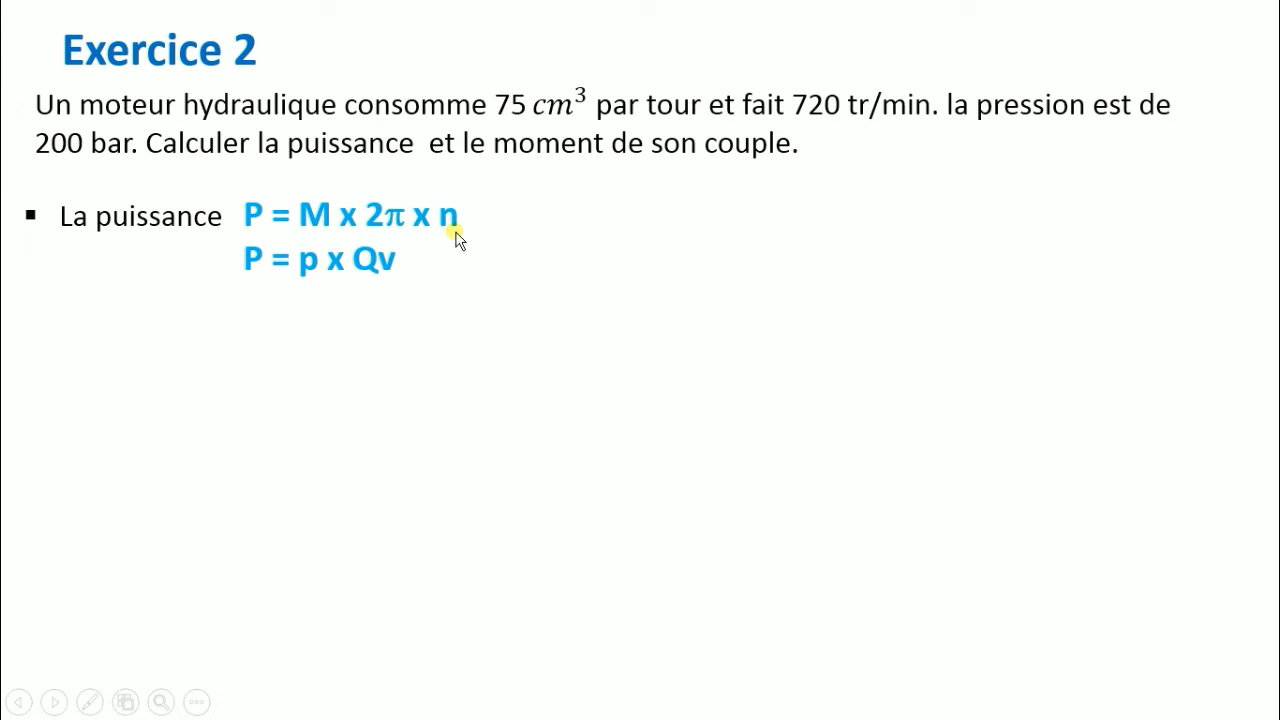 Exercice 2
Un moteur hydraulique consomme 75 cm³ par tour et fait 720 tr/min. la pression est de
200 bar. Calculer la puissance et le moment de son couple.
▪ La puissance P = M x 2π x n
P = p x Qv